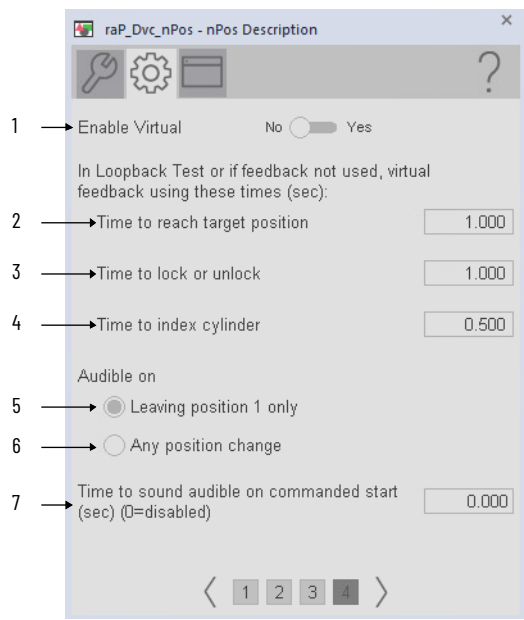 raP_Dvc_nPos - nPos Description
×
?
1 Enable Virtual No Yes
In Loopback Test or if feedback not used, virtual
feedback using these times (sec):
2 Time to reach target position 1.000
3 Time to lock or unlock 1.000
4 Time to index cylinder 0.500
Audible on
5 Leaving position 1 only
6 Any position change
7 Time to sound audible on commanded start
(sec) (0=disabled) 0.000
1 2 3 4